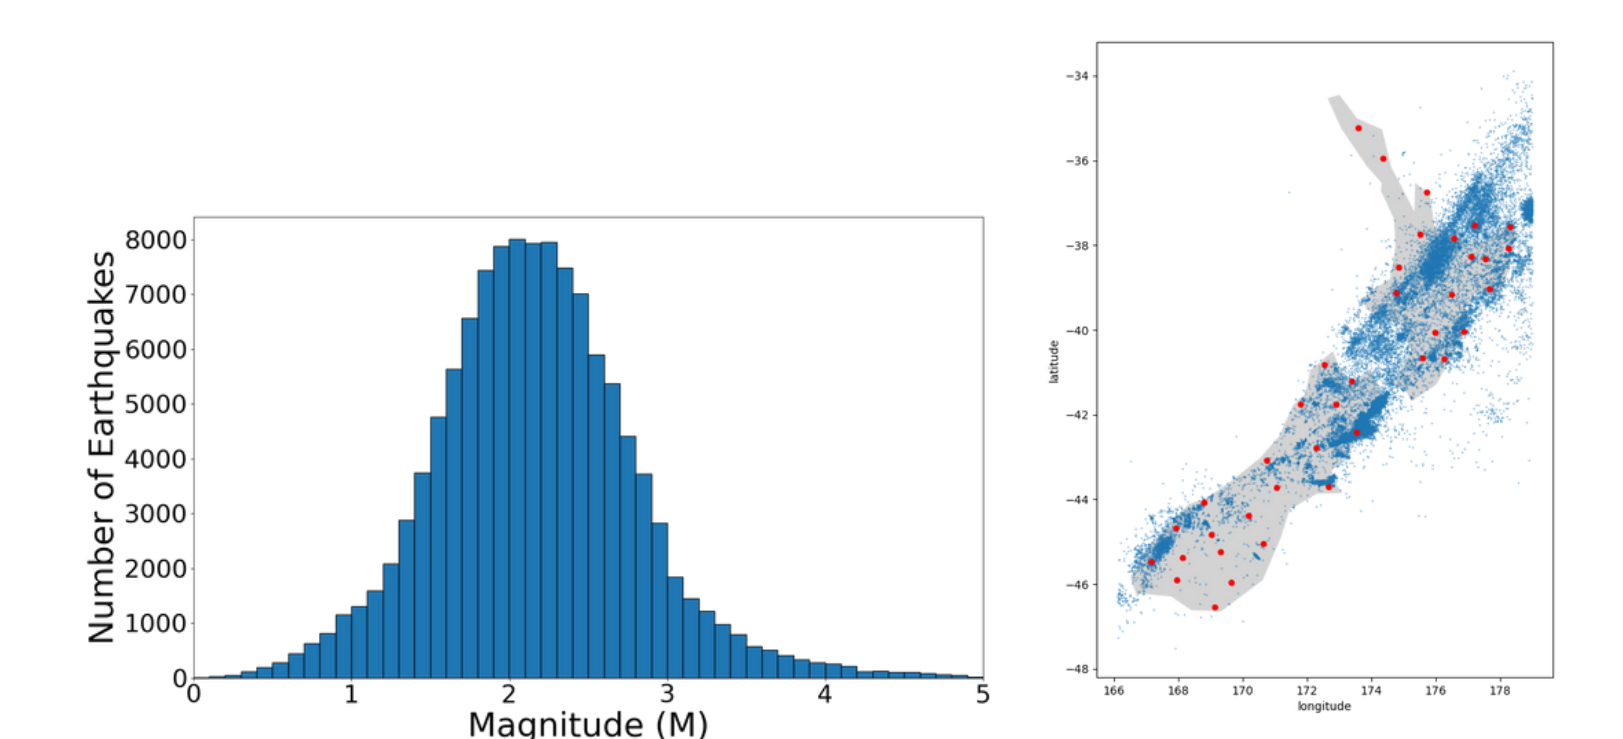 Number of Earthquakes
8000
7000
6000
5000
4000
3000
2000
1000
0
0 1 2 3 4 5
Magnitude (M)
latitude
−34
−36
−38
−40
−42
−44
−46
−48
166 168 170 172 174 176 178
longitude